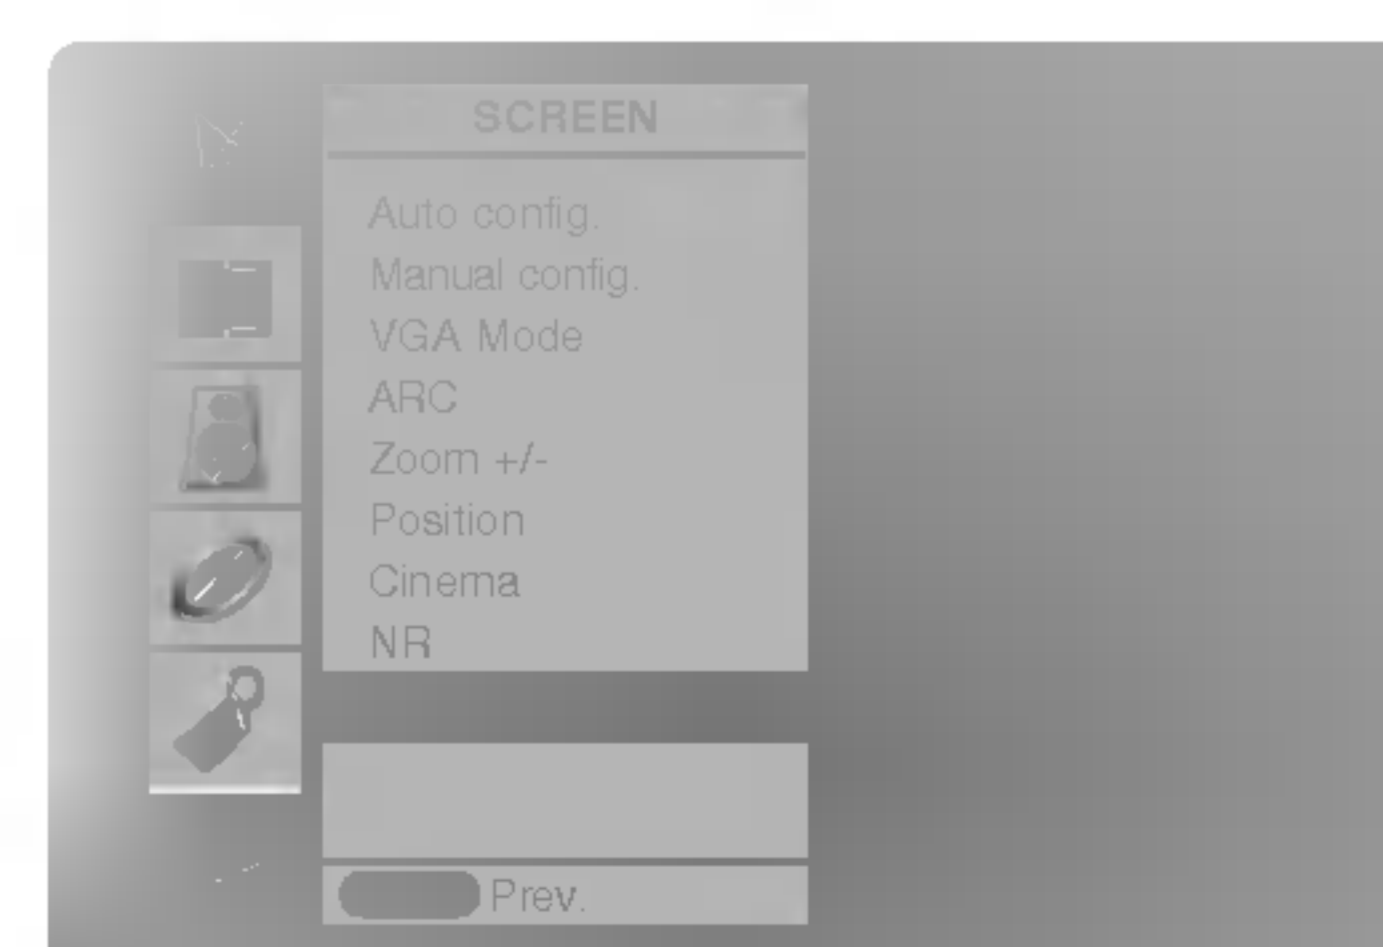 SCREEN
Auto config.
Manual config.
VGA Mode
ARC
Zoom +/-
Position
Cinema
NR
Prev.